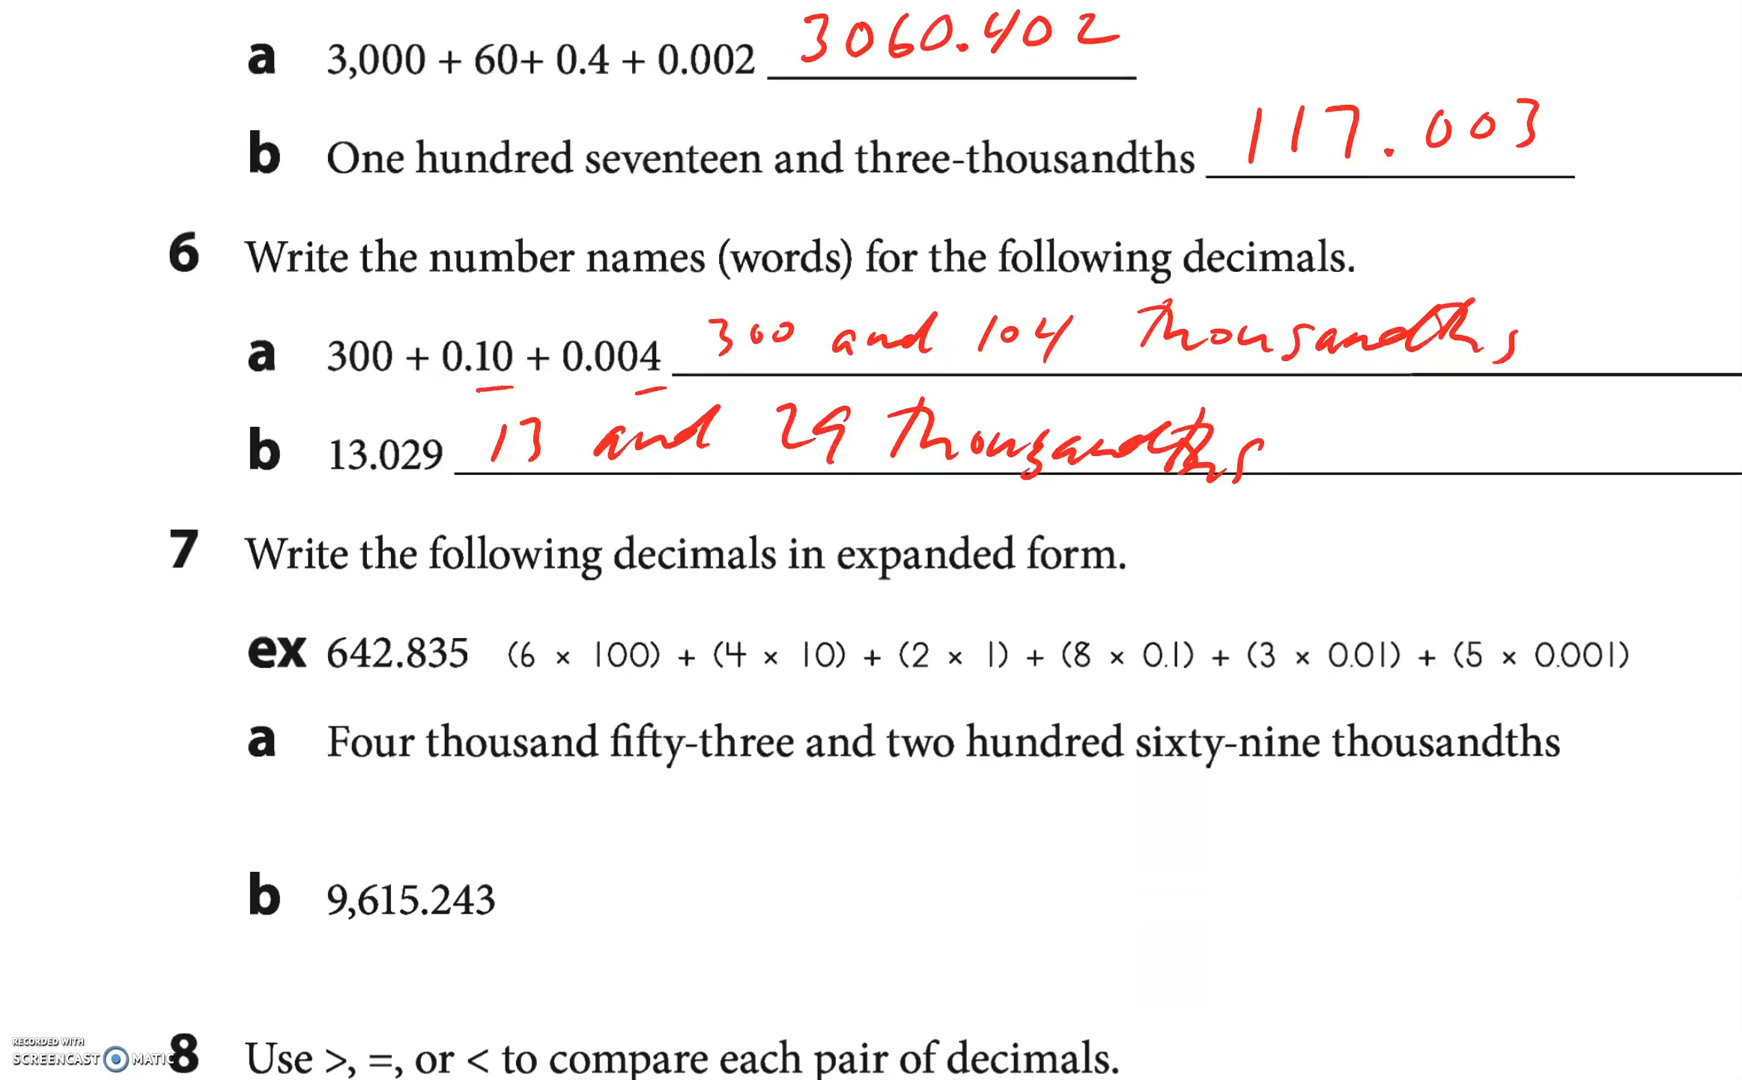 a 3,000 + 60+ 0.4 + 0.002 3060.402
b One hundred seventeen and three-thousandths 117.003
6 Write the number names (words) for the following decimals.
a 300 + 0.10 + 0.004 300 and 104 thousandths
b 13.029 13 and 29 thousandths
7 Write the following decimals in expanded form.
ex 642.835 (6 × 100) + (4 × 10) + (2 × 1) + (8 × 0.1) + (3 × 0.01) + (5 × 0.001)
a Four thousand fifty-three and two hundred sixty-nine thousandths
b 9,615.243
8 Use >, =, or < to compare each pair of decimals.
RECORDED WITH
SCREENCAST MATIC